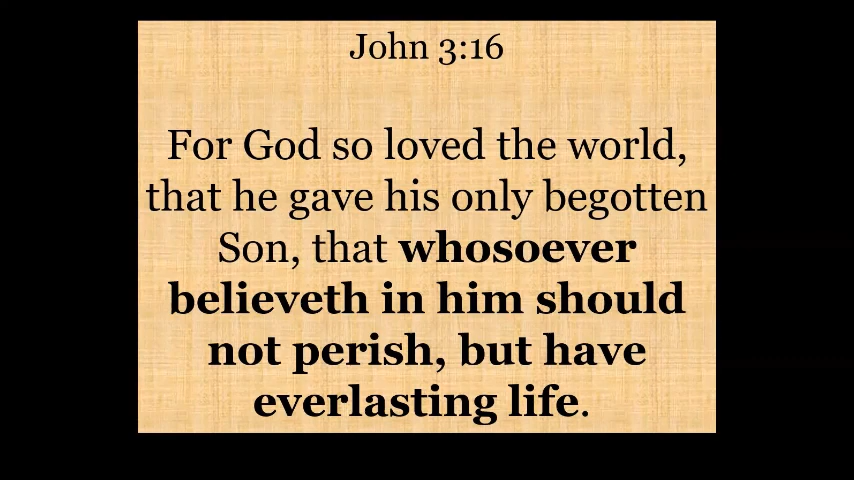 John 3:16
For God so loved the world,
that he gave his only begotten
Son, that whosoever
believeth in him should
not perish, but have
everlasting life.